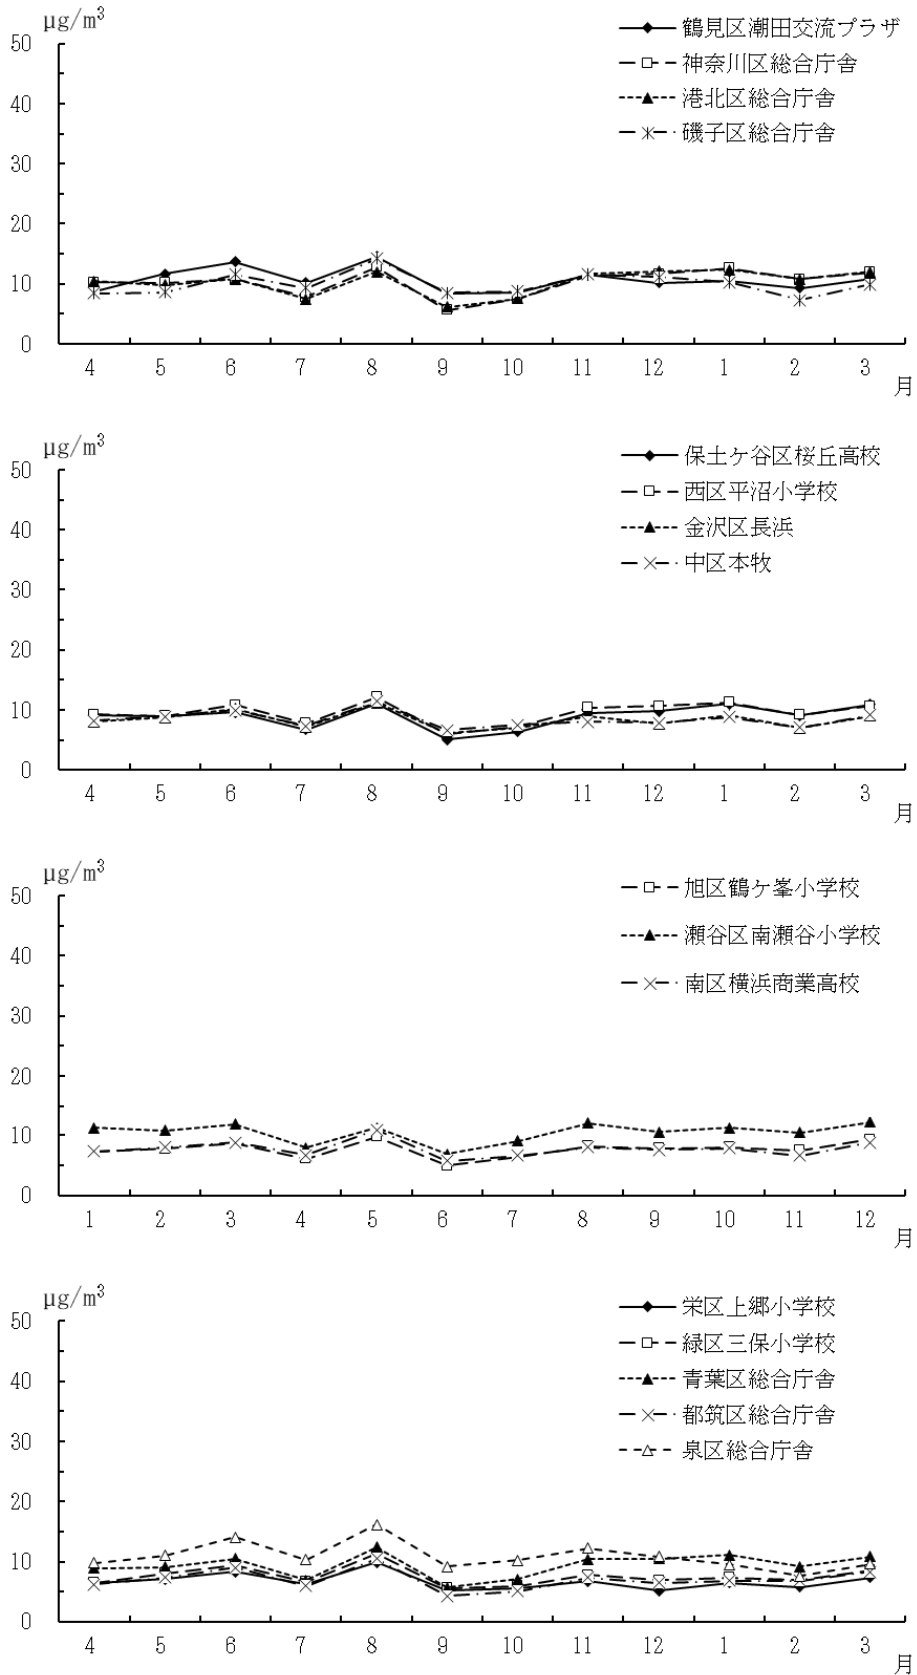 μg/m³
50
40
30
20
10
0
4 5 6 7 8 9 10 11 12 1 2 3
月
鶴見区潮田交流プラザ
神奈川区総合庁舎
港北区総合庁舎
磯子区総合庁舎
μg/m³
50
40
30
20
10
0
4 5 6 7 8 9 10 11 12 1 2 3
月
保土ケ谷区桜丘高校
西区平沼小学校
金沢区長浜
中区本牧
μg/m³
50
40
30
20
10
0
1 2 3 4 5 6 7 8 9 10 11 12
月
旭区鶴ケ峯小学校
瀬谷区南瀬谷小学校
南区横浜商業高校
μg/m³
50
40
30
20
10
0
4 5 6 7 8 9 10 11 12 1 2 3
月
栄区上郷小学校
緑区三保小学校
青葉区総合庁舎
都筑区総合庁舎
泉区総合庁舎